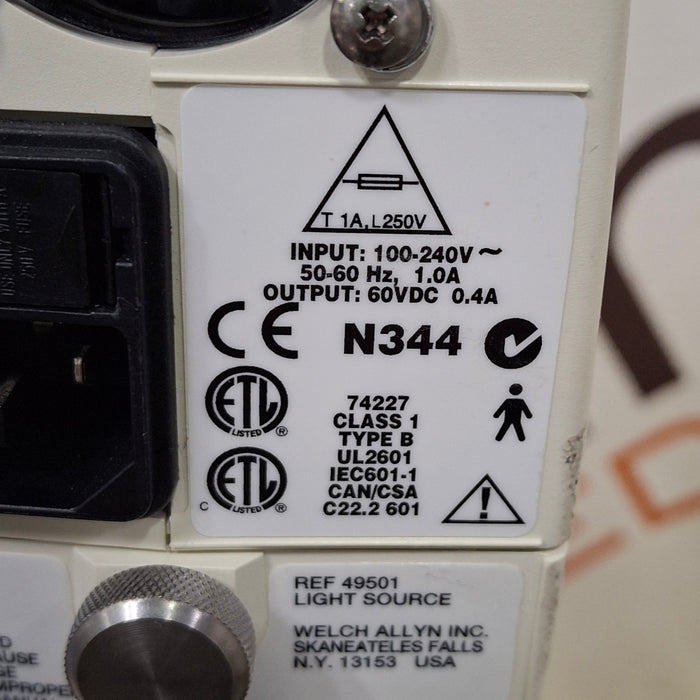 T 1A, L250V
INPUT: 100-240V ~
50-60 Hz, 1.0A
OUTPUT: 60VDC 0.4A
CE N344
ETL
LISTED ®
C ETL
LISTED ®
74227
CLASS 1
TYPE B
UL2601
IEC601-1
CAN/CSA
C22.2 601
REF 49501
LIGHT SOURCE
WELCH ALLYN INC.
SKANEATELES FALLS
N.Y. 13153 USA
ED